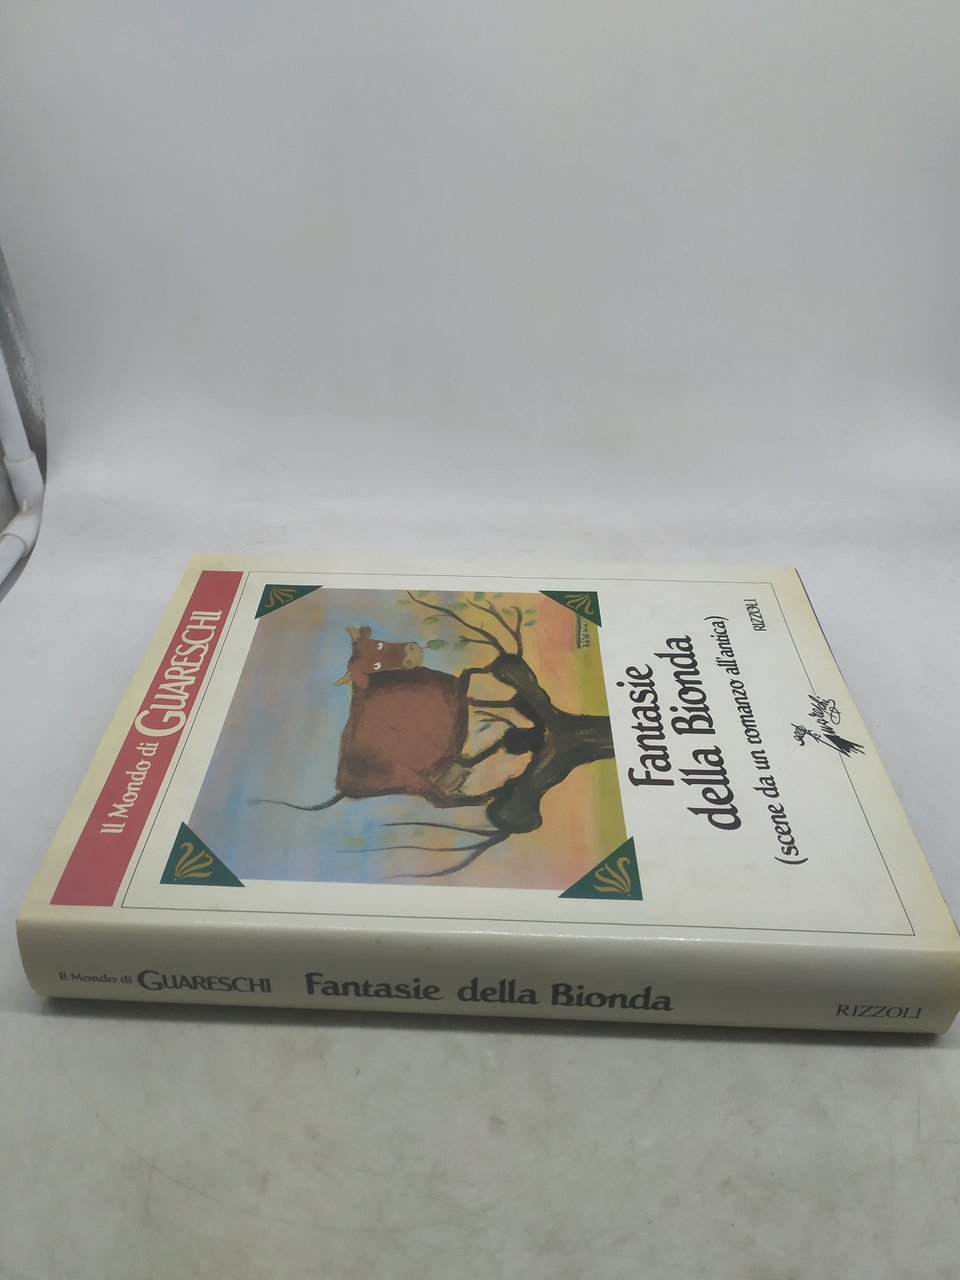 Il Mondo di GUARESCHI
Fantasie
della Bionda
(scene da un romanzo all'antica)
RIZZOLI
Il Mondo di GUARESCHI Fantasie della Bionda RIZZOLI